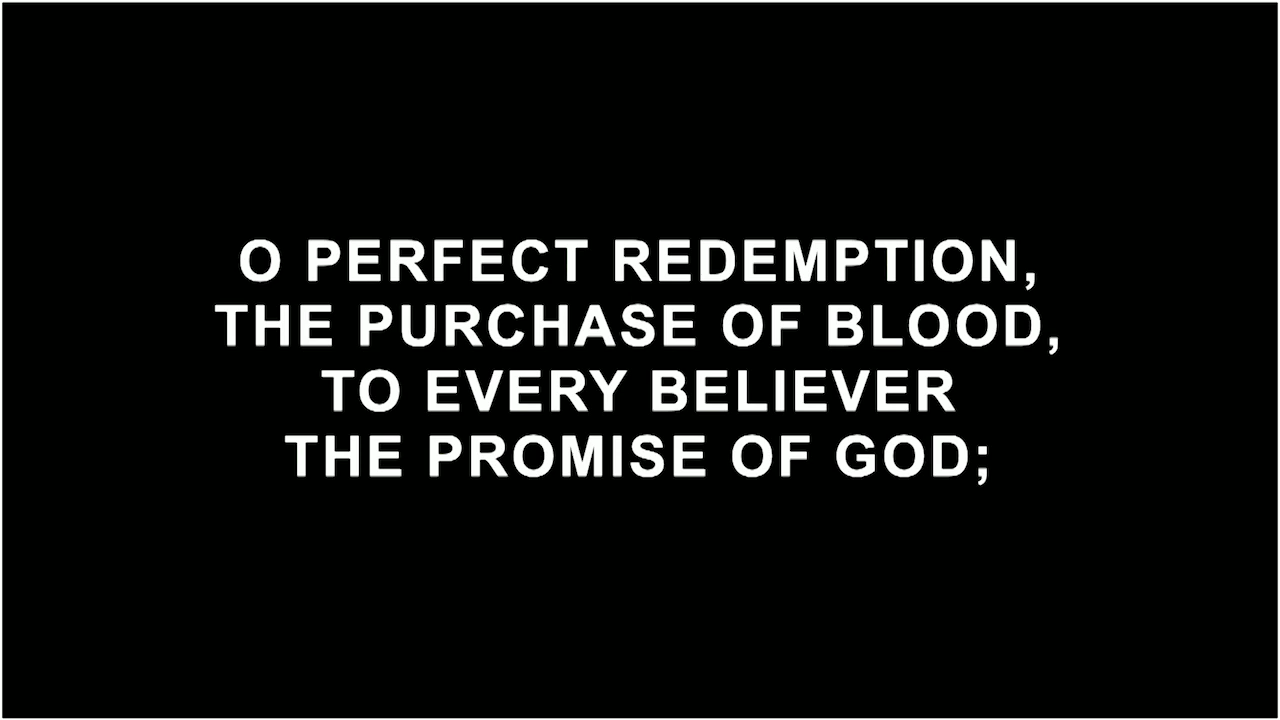 O PERFECT REDEMPTION,
THE PURCHASE OF BLOOD,
TO EVERY BELIEVER
THE PROMISE OF GOD;